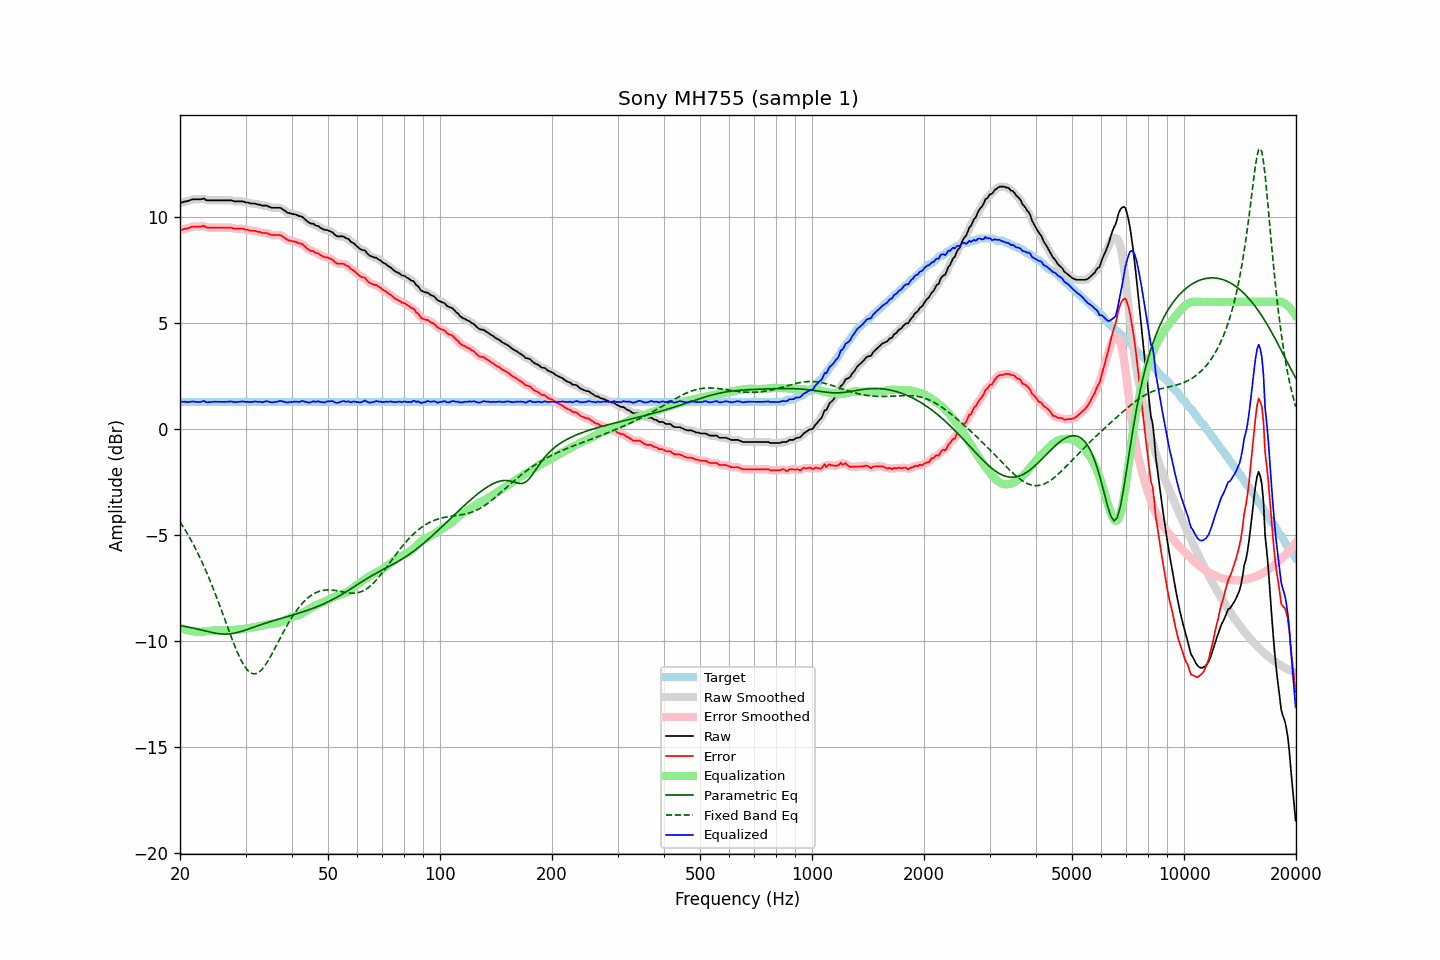 Sony MH755 (sample 1)
Amplitude (dBr)
10
5
0
−5
−10
−15
−20
Target
Raw Smoothed
Error Smoothed
Raw
Error
Equalization
Parametric Eq
Fixed Band Eq
Equalized
20 50 100 200 500 1000 2000 5000 10000 20000
Frequency (Hz)